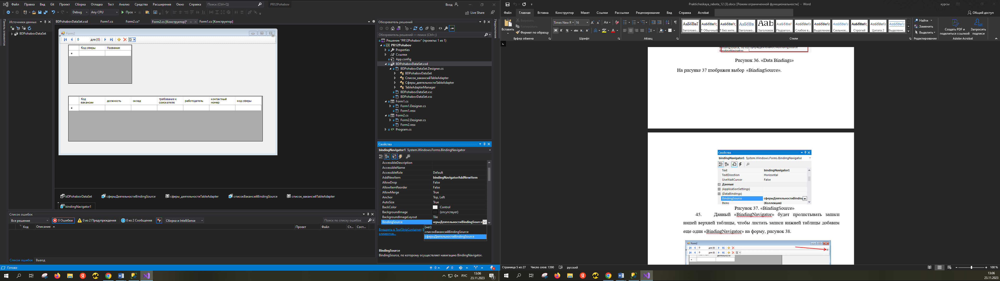 Файл Правка Вид Git Проект Сборка Отладка Тест Анализ Средства Расширения Окно Справка Поиск (Ctrl+Q) PR12Pohabov Вход
Debug Any CPU Пуск Live Share
Панель элементов
Источники данных
BDPohabovDataSet
BDPohabovDataSet.xsd Form1.cs Form2.cs* Form2.cs [Конструктор]* Form1.cs [Конструктор]
Form2
0 для {0}
Код сферы Название
Код вакансии должность оклад требования к соискателю работодатель контактный номер код сферы
bDPohabovDataSet сферыДеятельностиBindingSource сферы_деятельностиTableAdapter списокВакансийBindingSource список_вакансийTableAdapter
bindingNavigator1
Список ошибок
Все решение 0 Ошибки 0 из 2 Предупреждения 0 из 2 Сообщения Сборка и IntelliSense Поиск по списку ошибок
Код Описание Проект Файл Ст... Сост...
Список ошибок Вывод
Готово 0 0 4
Обозреватель решений
Уведомления
Обозреватель решений — поиск (Ctrl+;)
Решение "PR12Pohabov" (проекты: 1 из 1)
PR12Pohabov
Properties
Ссылки
App.config
BDPohabovDataSet.xsd
BDPohabovDataSet.Designer.cs
BDPohabovDataSet
Список_вакансийTableAdapter
Сферы_деятельностиTableAdapter
TableAdapterManager
BDPohabovDataSet.xsc
BDPohabovDataSet.xss
Form1.cs
Form1.Designer.cs
Form1.resx
Form2.cs
Form2.Designer.cs
Form2.resx
Program.cs
Свойства
bindingNavigator1 System.Windows.Forms.BindingNavigator
AccessibleDescription
AccessibleName
AccessibleRole Default
AddNewItem bindingNavigatorAddNewItem
AllowDrop False
AllowItemReorder False
AllowMerge True
Anchor Top, Left
AutoSize True
BackColor Control
BackgroundImage (отсутствует)
BackgroundImageLayout Tile
BindingSource ферыДеятельностиBindingSource
(нет)
списокВакансийBindingSource
сферыДеятельностиBindingSource
Внедрить в ToolStripContainer;
элементов...
BindingSource
BindingSource, по которому осуществляет навигацию BindingNavigator.
РУС 13:06 23.11.2023 5
Prakticheskaya_rabota_12 (3).docx [Режим ограниченной функциональности] - Word курсы
Файл Главная Вставка Конструктор Макет Ссылки Рассылки Рецензирование Вид Справка Acrobat Общий доступ
Вставить Вырезать Копировать Формат по образцу
Times New R 16
Заголово... ¶ Обычный ¶ Без инте... Заголово... Заголовок Подзагол... Слабое в... Выделение Сильное... Строгий Цитата 2 Выделенн...
Найти Заменить Выделить
Создать PDF и поделиться ссылкой Запросить подписи
Буфер обмена Шрифт Абзац Стили Редактирование Adobe Acrobat
BindingNavigator.
Рисунок 36. «Data Bindings»
На рисунке 37 изображен выбор «BindingSource».
Свойства
bindingNavigator1 System.Windows.Forms.BindingNavigator
Text bindingNavigator1
TextDirection Horizontal
UseWaitCursor False
Данные
(ApplicationSettings)
(DataBindings)
BindingSource сферыДеятельностиBinding
Items (Коллекция)
Рисунок 37. «BindingSource»
45. Данный «BindingNavigator» будет пролистывать записи
нашей верхней таблицы, чтобы листать записи нижней таблицы добавим
еще один «BindingNavigator» на форму, рисунок 38.
Form2
0 для {0}
0 для {0}
деятельности
Страница 5 из 27 Число слов: 1390 русский 100 %
13:06
23.11.2023